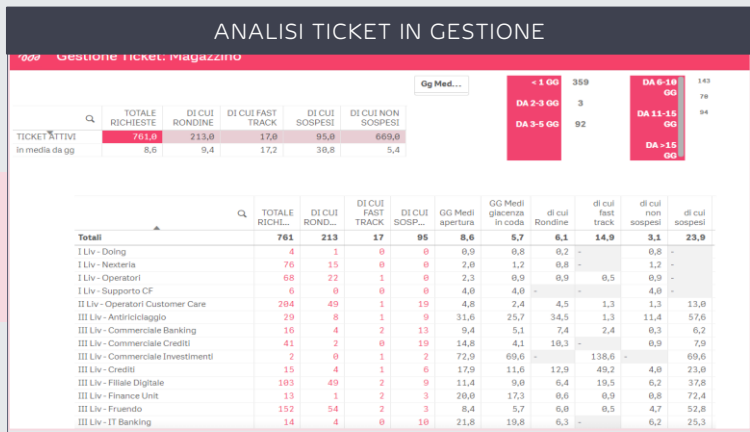 ANALISI TICKET IN GESTIONE
Gestione Ticket: Magazzino
Gg Med...
< 1 GG 359
DA 2-3 GG 3
DA 3-5 GG 92
DA 6-10 GG 143
DA 11-15 GG 70
DA >15 GG 94
TOTALE RICHIESTE DI CUI RONDINE DI CUI FAST TRACK DI CUI SOSPESI DI CUI NON SOSPESI
TICKET ATTIVI 761,0 213,0 17,0 95,0 669,0
in media da gg 8,6 9,4 17,2 30,8 5,4
TOTALE RICHI... DI CUI ROND... DI CUI FAST TRACK DI CUI SOSP... GG Medi apertura GG Medi giacenza in coda di cui Rondine di cui fast track di cui non sospesi di cui sospesi
Totali 761 213 17 95 8,6 5,7 6,1 14,9 3,1 23,9
I Liv - Doing 4 1 0 0 0,9 0,8 0,2 - 0,8 -
I Liv - Nexteria 76 15 0 0 2,0 1,2 0,8 - 1,2 -
I Liv - Operatori 68 22 1 0 2,3 0,9 0,9 0,5 0,9 -
I Liv - Supporto CF 6 0 0 0 4,0 4,0 - - 4,0 -
II Liv - Operatori Customer Care 204 49 1 19 4,8 2,4 4,5 1,3 1,3 13,0
III Liv - Antiriciclaggio 29 8 1 9 31,6 25,7 34,5 1,3 11,4 57,6
III Liv - Commerciale Banking 16 4 2 13 9,4 5,1 7,4 2,4 0,3 6,2
III Liv - Commerciale Crediti 41 2 0 19 14,8 4,1 10,3 - 0,9 7,9
III Liv - Commerciale Investimenti 2 0 1 2 72,9 69,6 - 138,6 - 69,6
III Liv - Crediti 15 4 1 6 17,9 11,6 12,9 49,2 4,0 23,0
III Liv - Filiale Digitale 103 49 2 9 11,4 9,0 6,4 19,5 6,2 37,8
III Liv - Finance Unit 13 1 2 3 20,0 17,3 0,6 0,9 0,8 72,4
III Liv - Fruendo 152 54 2 3 8,4 5,7 6,0 0,5 4,7 52,8
III Liv - IT Banking 14 4 0 10 21,8 19,8 6,3 - 6,2 25,3